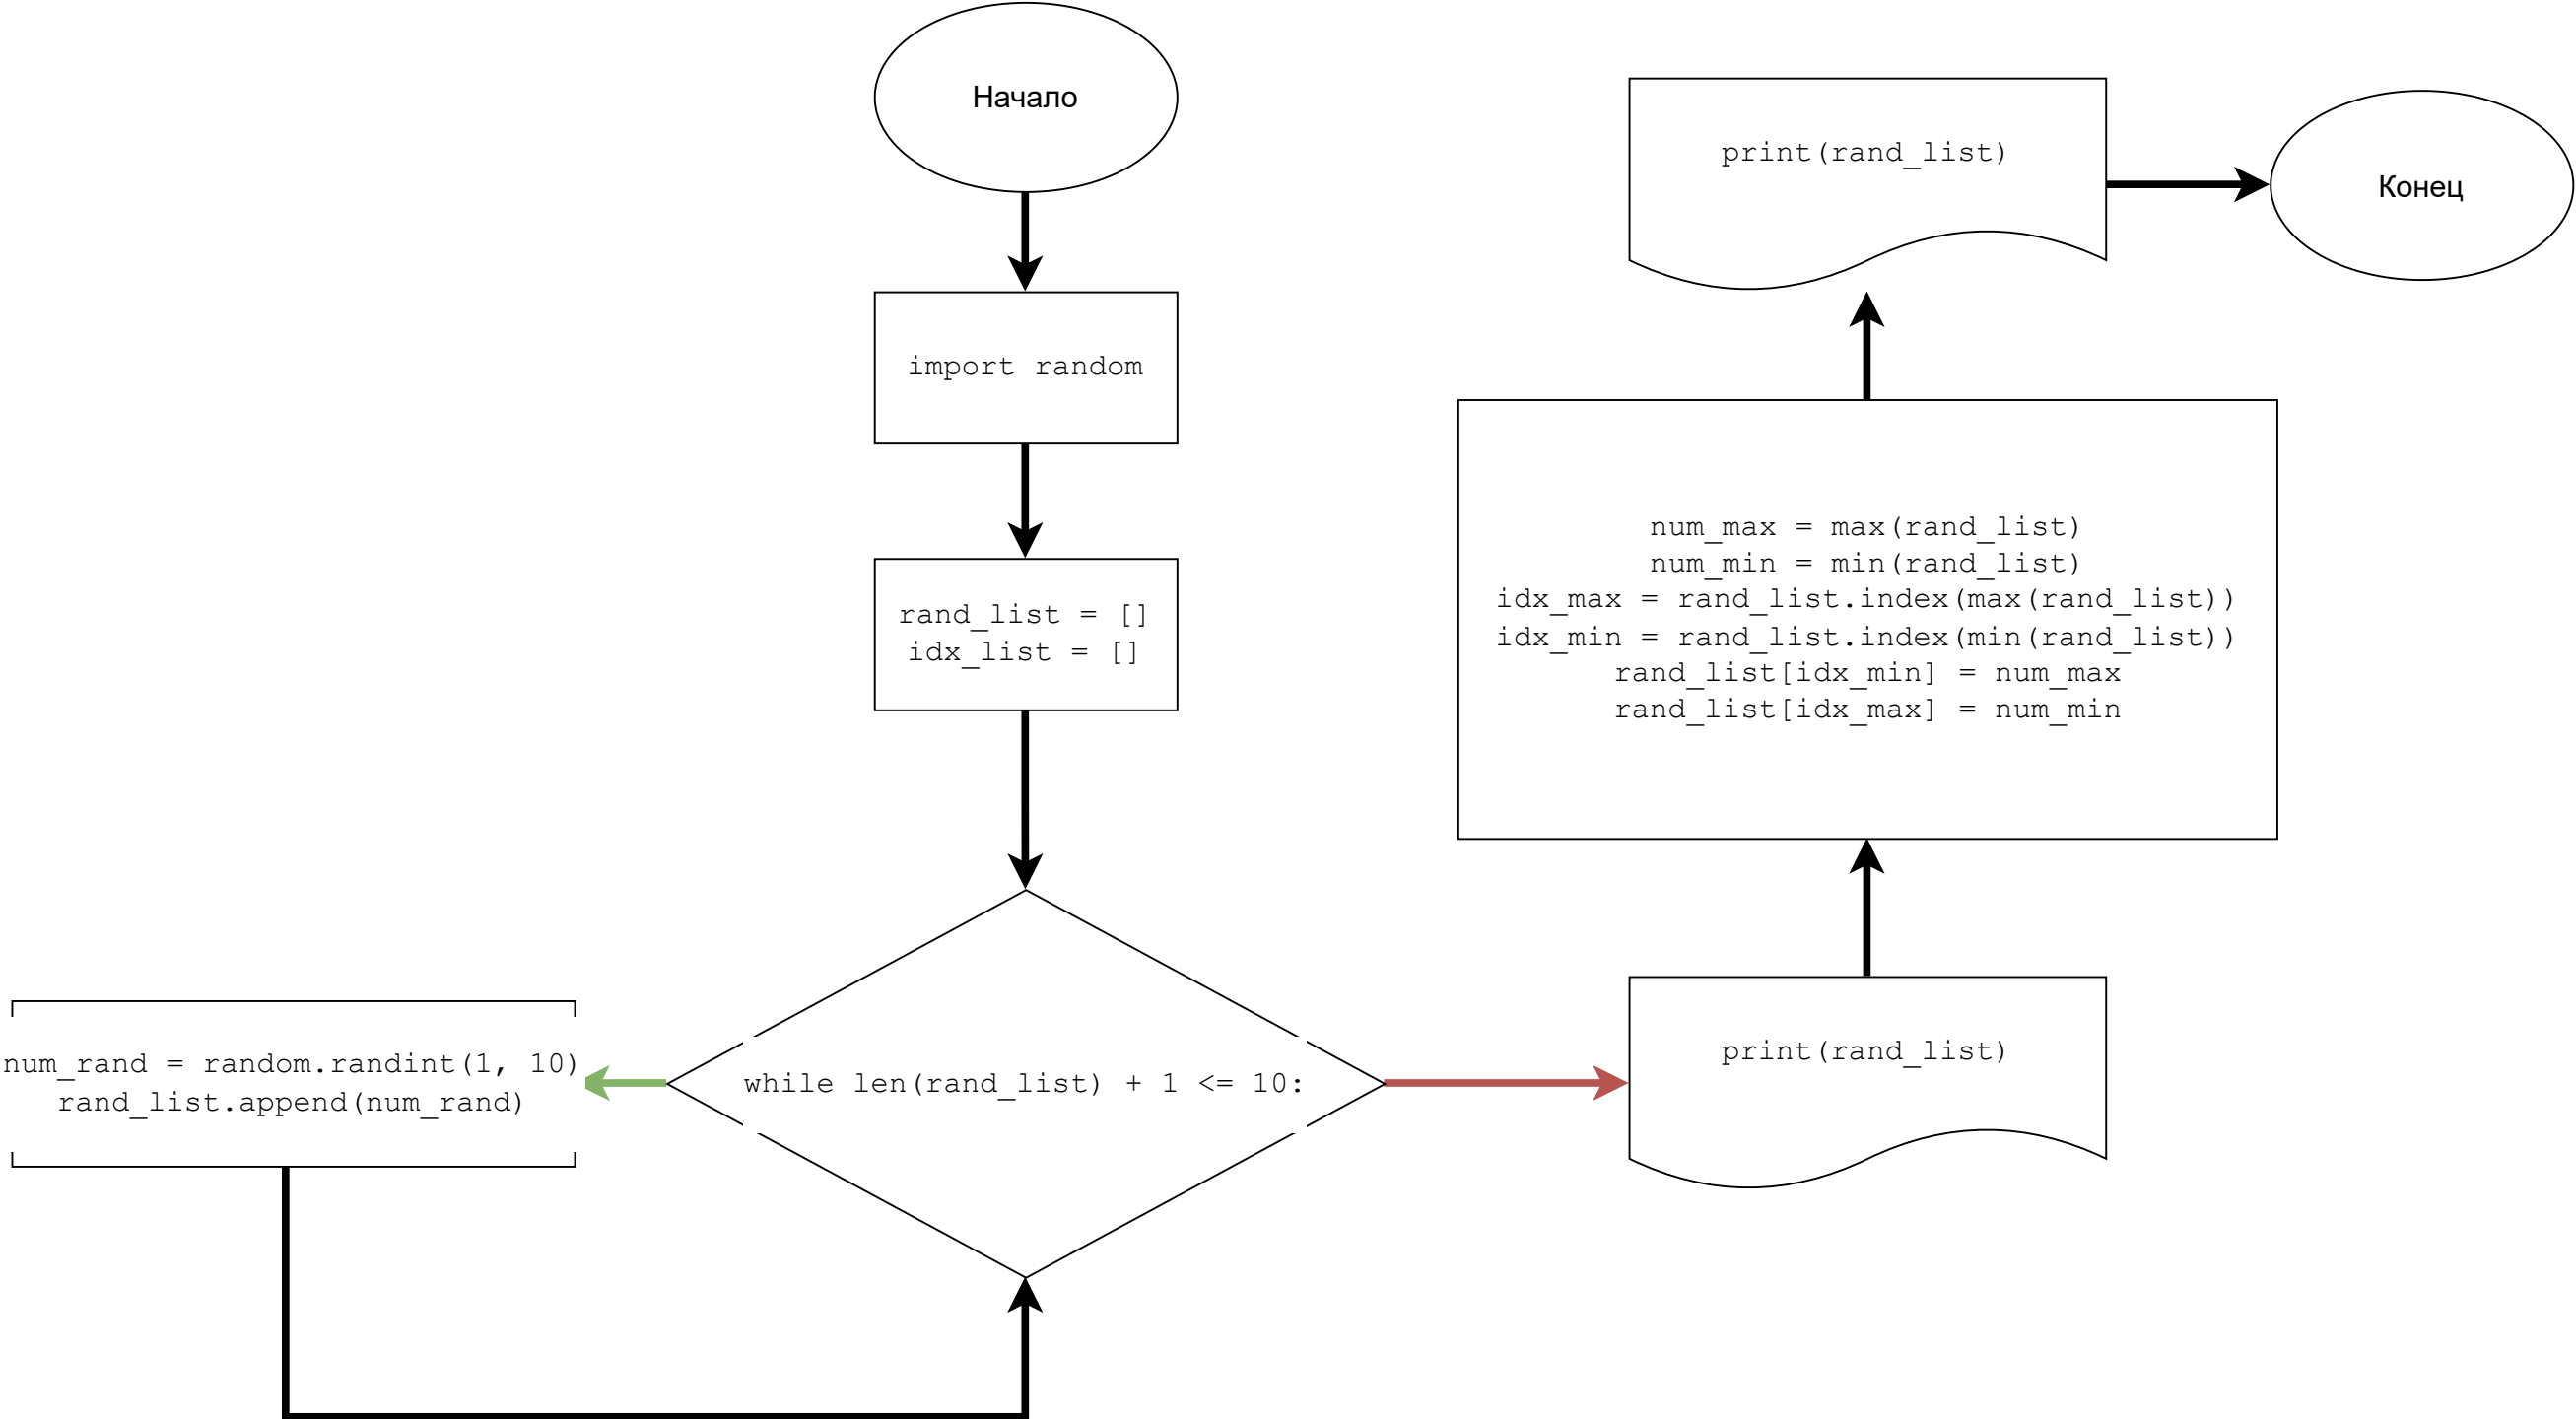 Начало
import random
rand_list = []
idx_list = []
while len(rand_list) + 1 <= 10:
num_rand = random.randint(1, 10)
rand_list.append(num_rand)
print(rand_list)
num_max = max(rand_list)
num_min = min(rand_list)
idx_max = rand_list.index(max(rand_list))
idx_min = rand_list.index(min(rand_list))
rand_list[idx_min] = num_max
rand_list[idx_max] = num_min
print(rand_list)
Конец